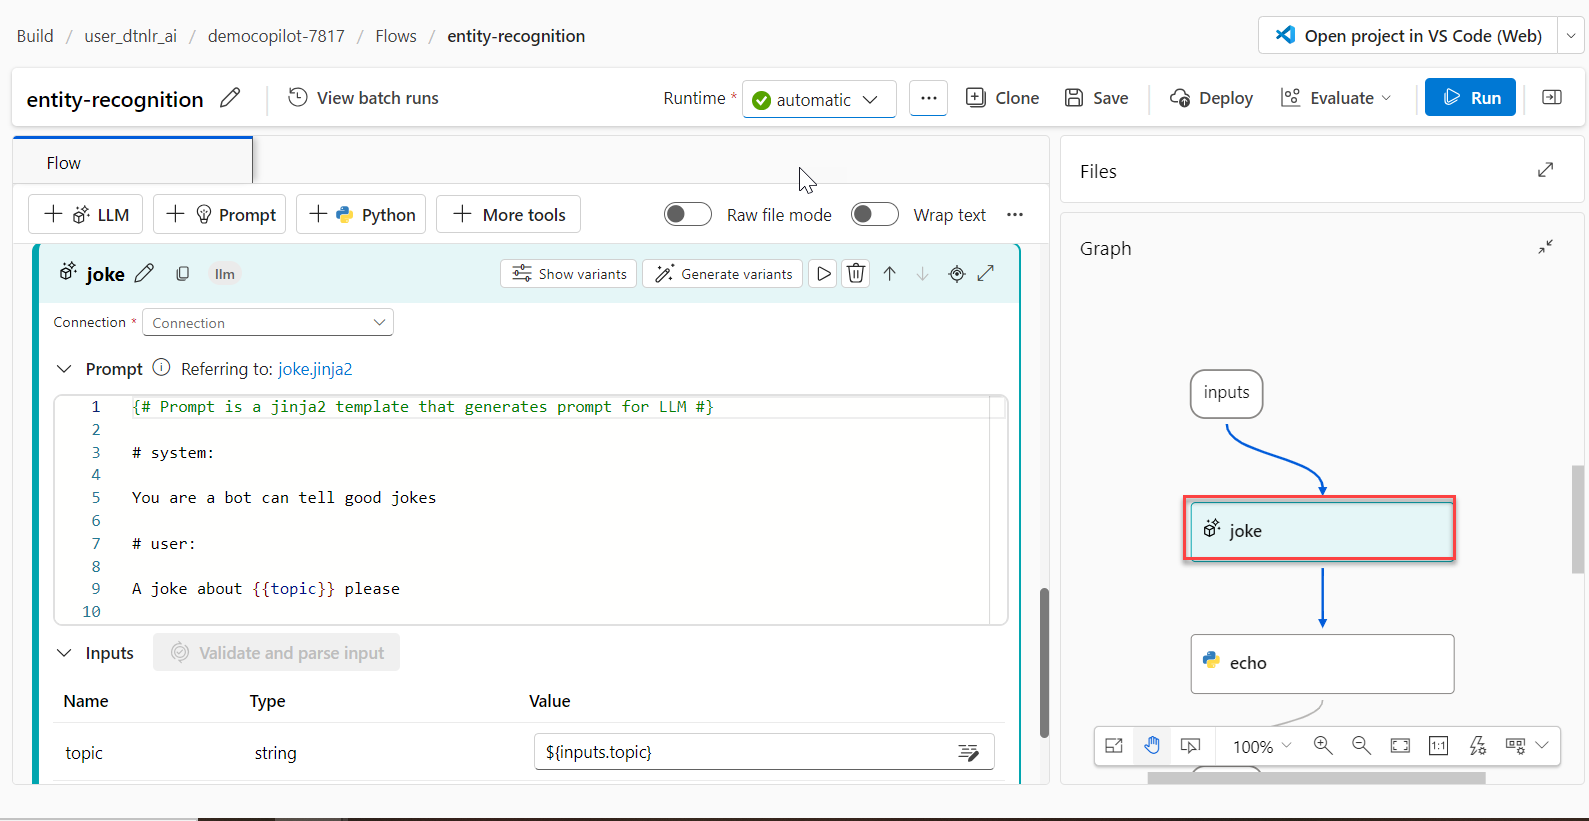 Build / user_dtnlr_ai / democopilot-7817 / Flows / entity-recognition
Open project in VS Code (Web)
entity-recognition
View batch runs
Runtime * automatic
Clone
Save
Deploy
Evaluate
Run
Flow
LLM
Prompt
Python
More tools
Raw file mode
Wrap text
joke
llm
Show variants
Generate variants
Connection * Connection
Prompt Referring to: joke.jinja2
1 {# Prompt is a jinja2 template that generates prompt for LLM #}
2
3 # system:
4
5 You are a bot can tell good jokes
6
7 # user:
8
9 A joke about {{topic}} please
10
Inputs Validate and parse input
Name Type Value
topic string ${inputs.topic}
Files
Graph
inputs
joke
echo
100%
1:1